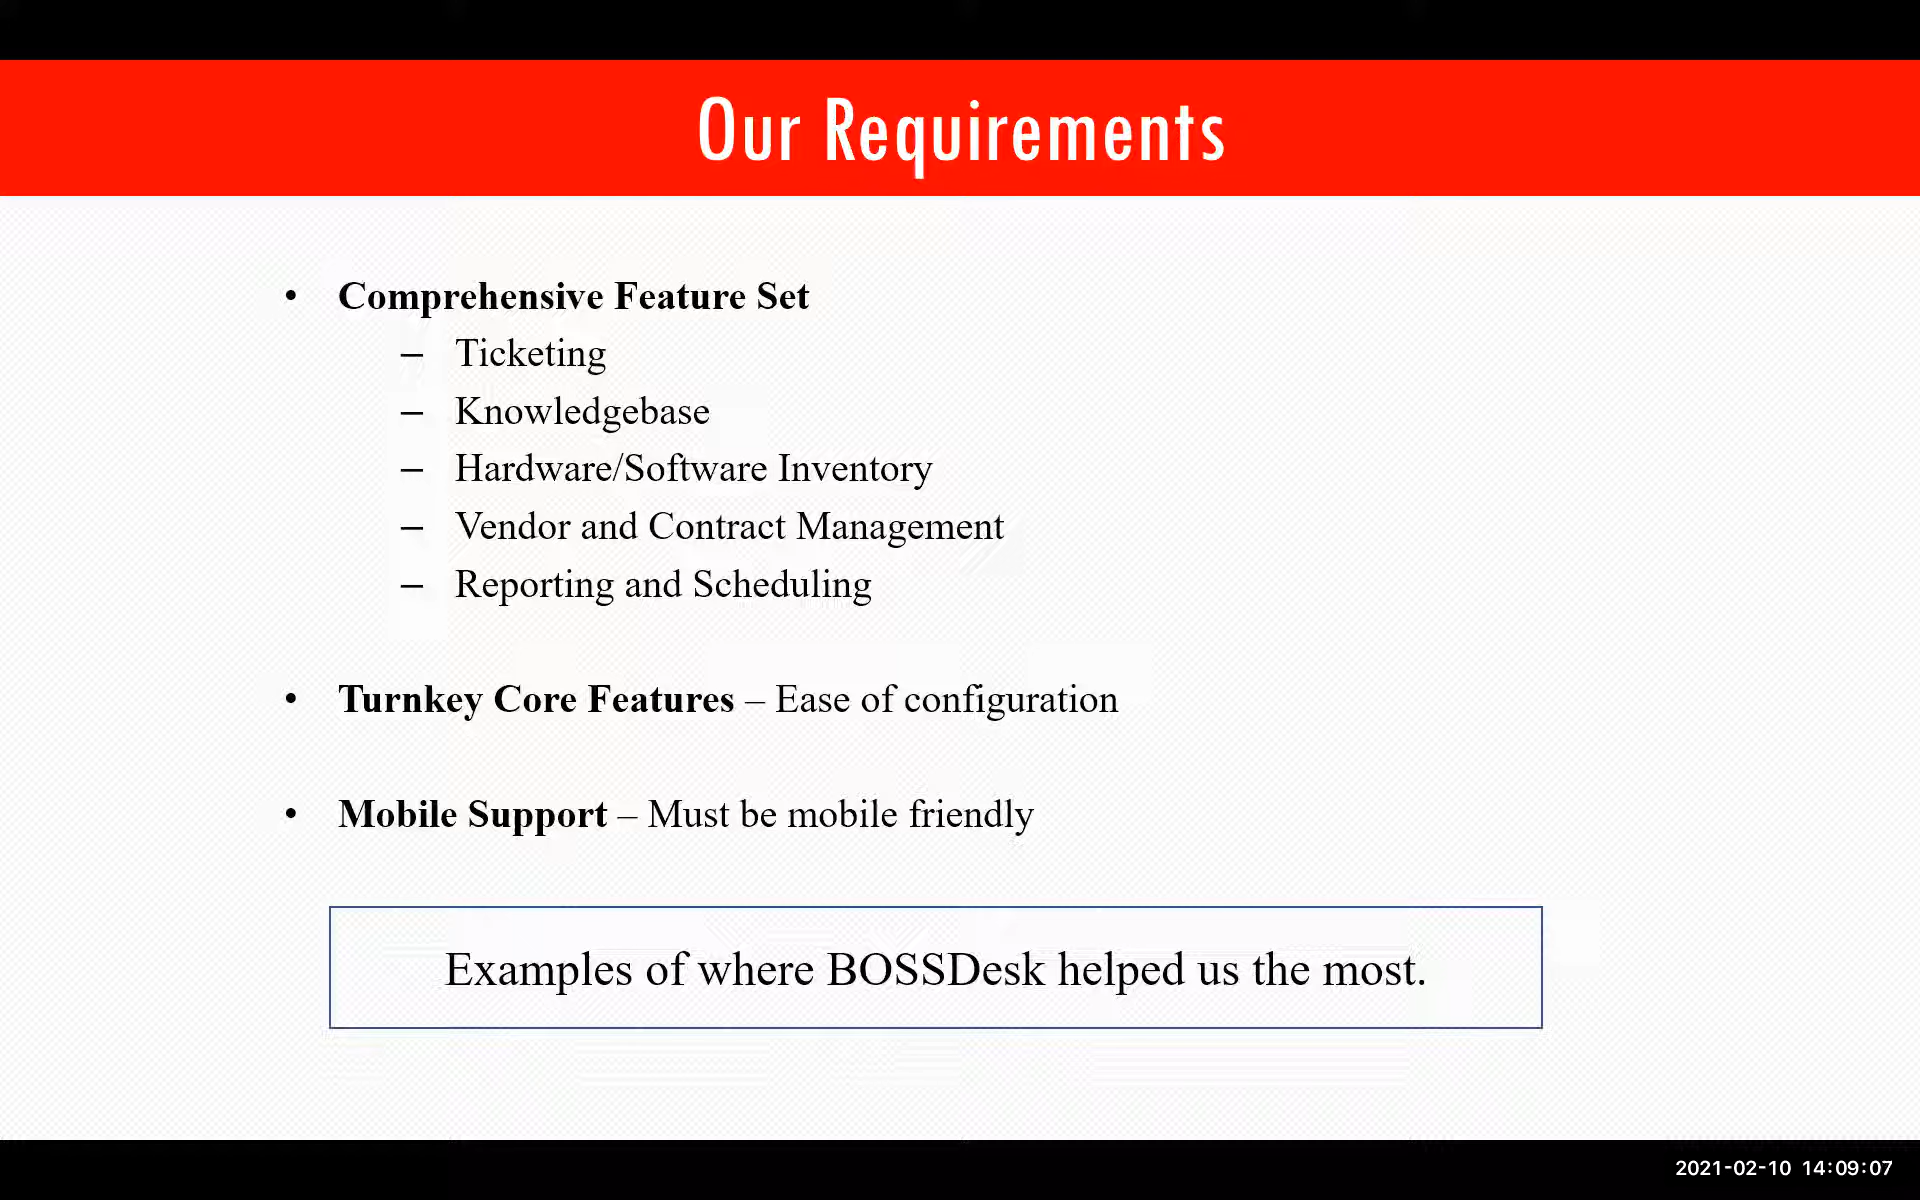 Our Requirements
• Comprehensive Feature Set
– Ticketing
– Knowledgebase
– Hardware/Software Inventory
– Vendor and Contract Management
– Reporting and Scheduling
• Turnkey Core Features – Ease of configuration
• Mobile Support – Must be mobile friendly
Examples of where BOSSDesk helped us the most.
2021-02-10 14:09:07